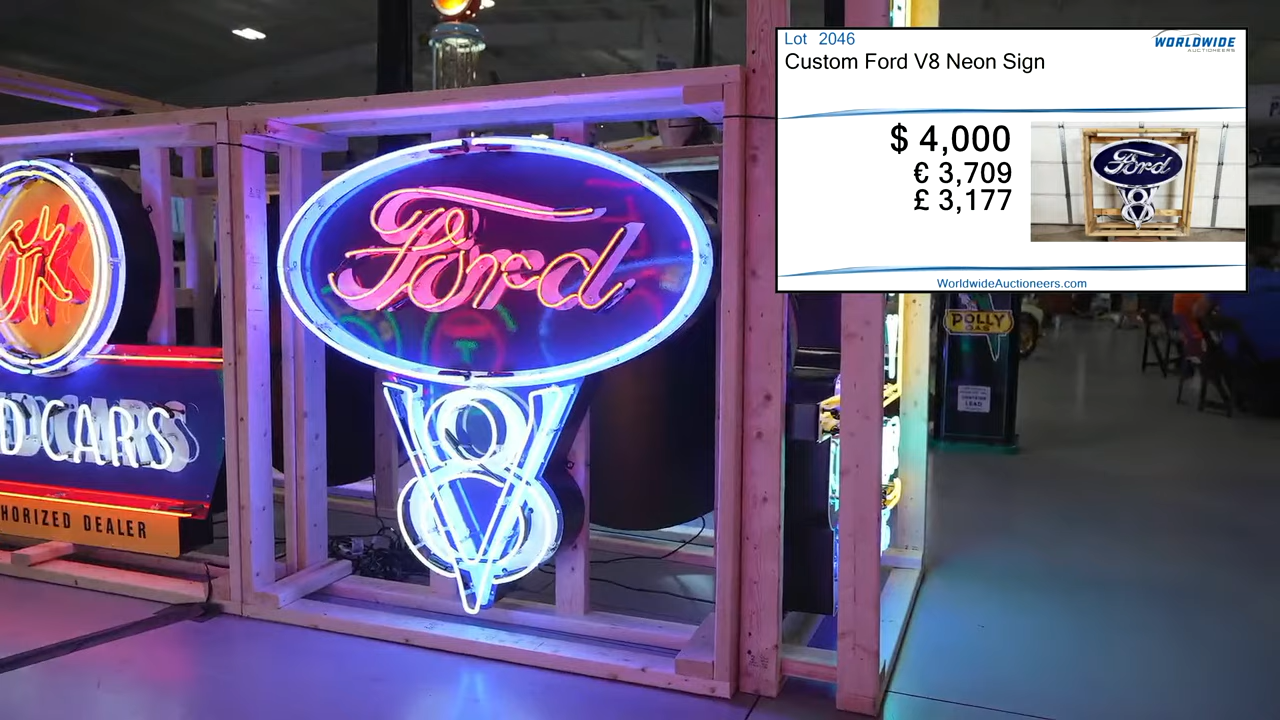 Lot 2046
WORLDWIDE
AUCTIONEERS
Custom Ford V8 Neon Sign
$ 4,000
€ 3,709
£ 3,177
Ford
V8
WorldwideAuctioneers.com
Ford
V8
OK
D CARS
HORIZED DEALER
POLLY
GAS
LEAD